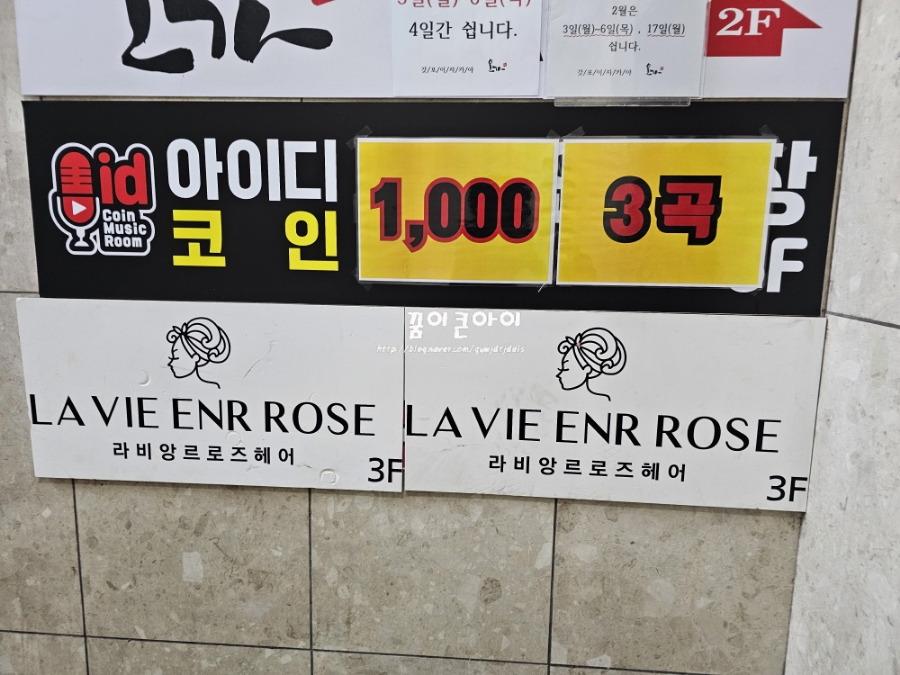 4일간 쉽니다.
2월은
3일(월)~6일(목), 17일(월)
쉽니다.
2F
id
Coin
Music
Room
아이디
코인
1,000
3곡
장
꿈이큰아이
LA VIE ENR ROSE
라비앙르로즈헤어
3F
LA VIE ENR ROSE
라비앙르로즈헤어
3F